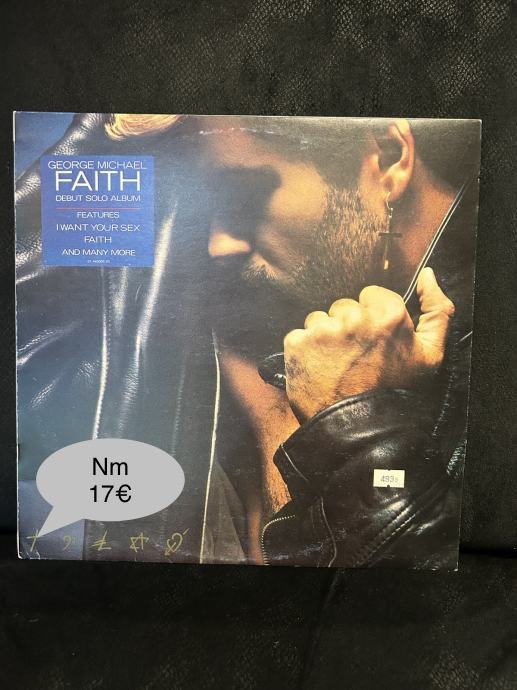 GEORGE MICHAEL
FAITH
DEBUT SOLO ALBUM
FEATURES
I WANT YOUR SEX
FAITH
AND MANY MORE
Nm
17€